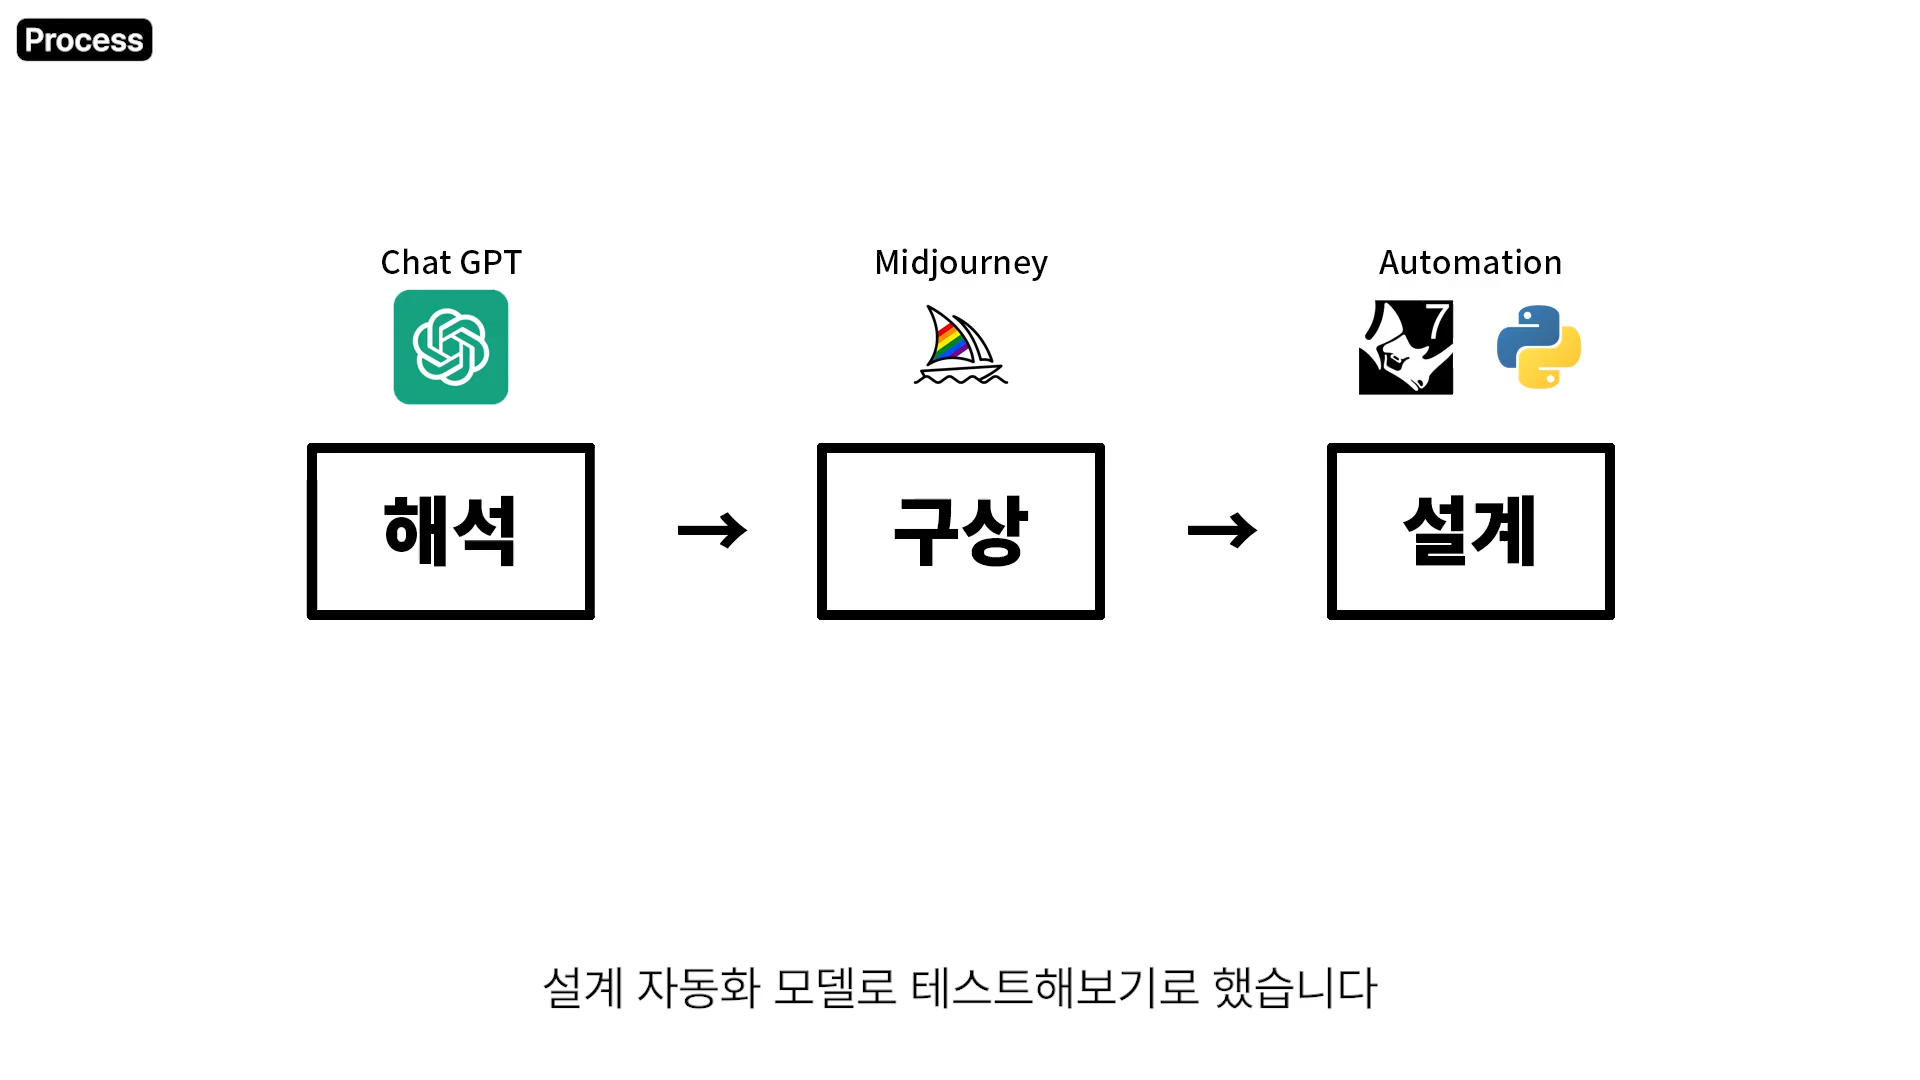 Process
Chat GPT
Midjourney
Automation
7
해석
→
구상
→
설계
설계 자동화 모델로 테스트해보기로 했습니다